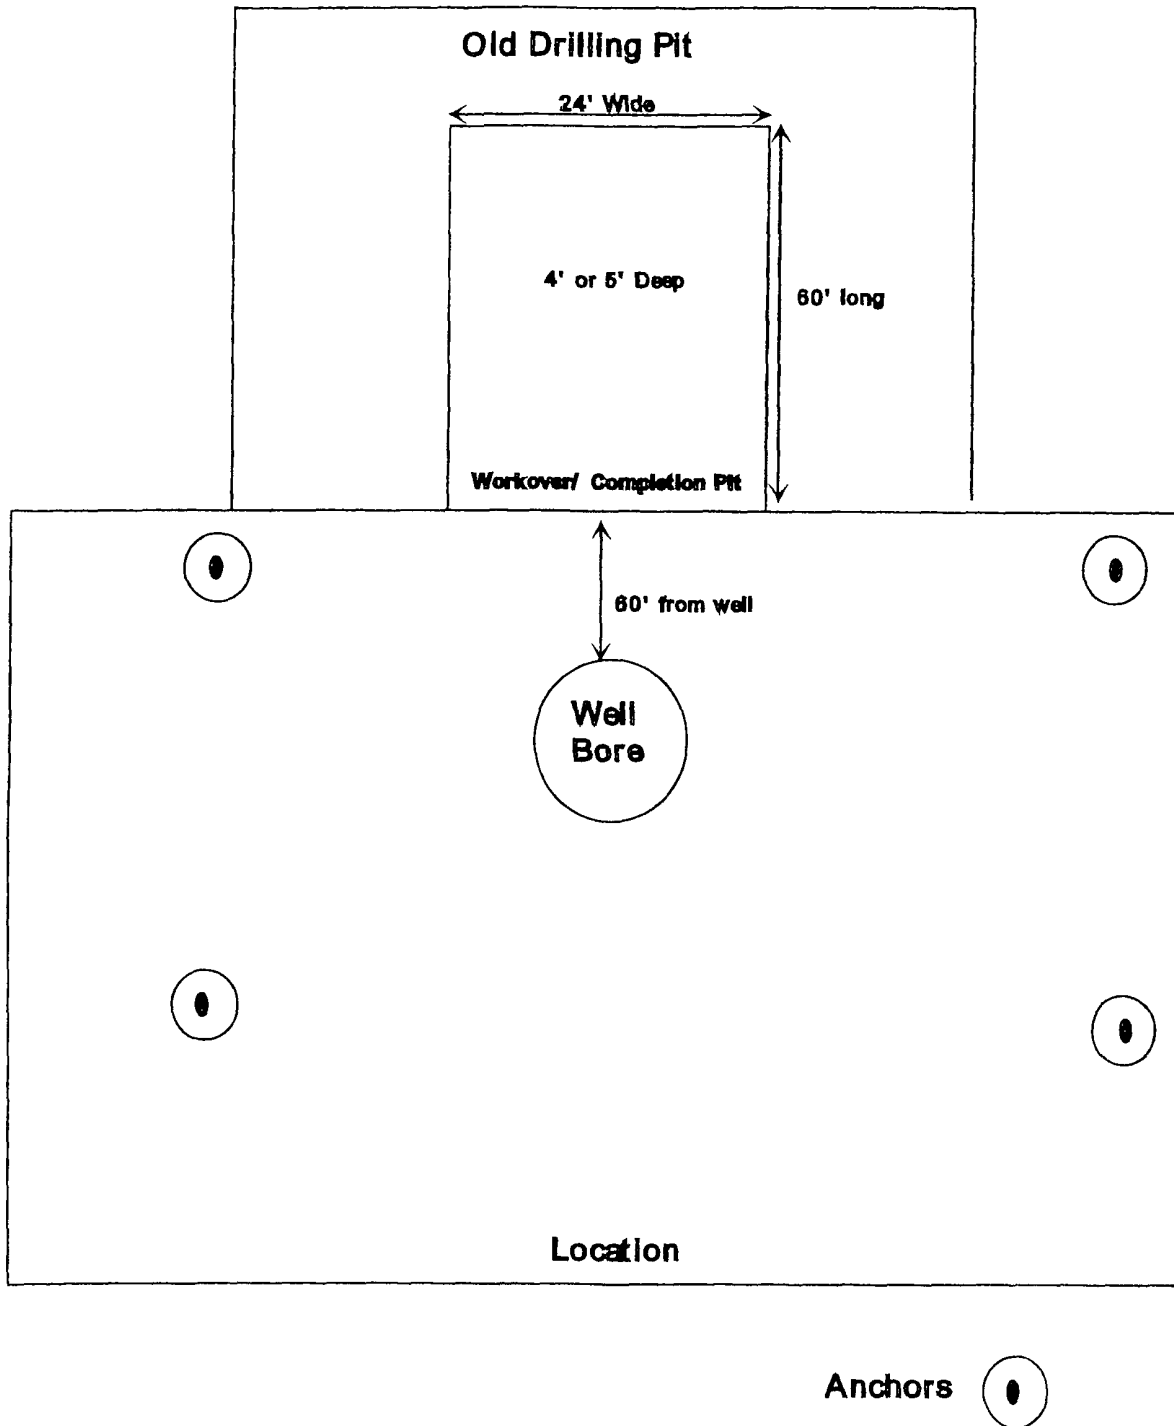 Old Drilling Pit
24' Wide
4' or 5' Deep
60' long
Workover/ Completion Pit
60' from well
Well
Bore
Location
Anchors